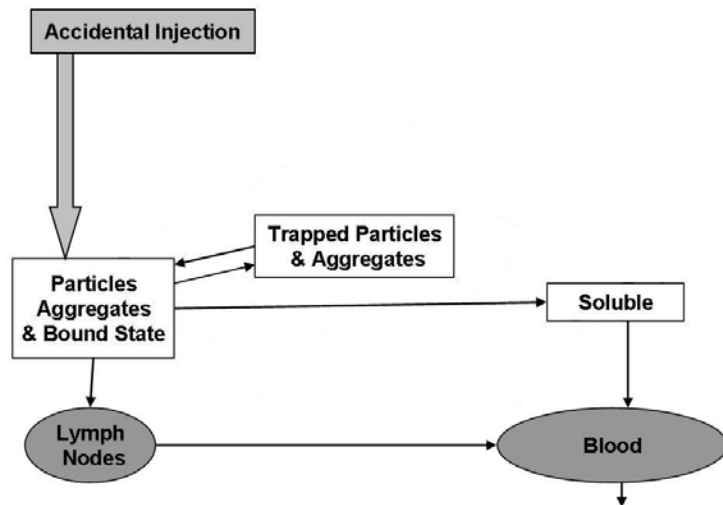 Accidental Injection
Trapped Particles
& Aggregates
Particles
Aggregates
& Bound State
Soluble
Lymph
Nodes
Blood